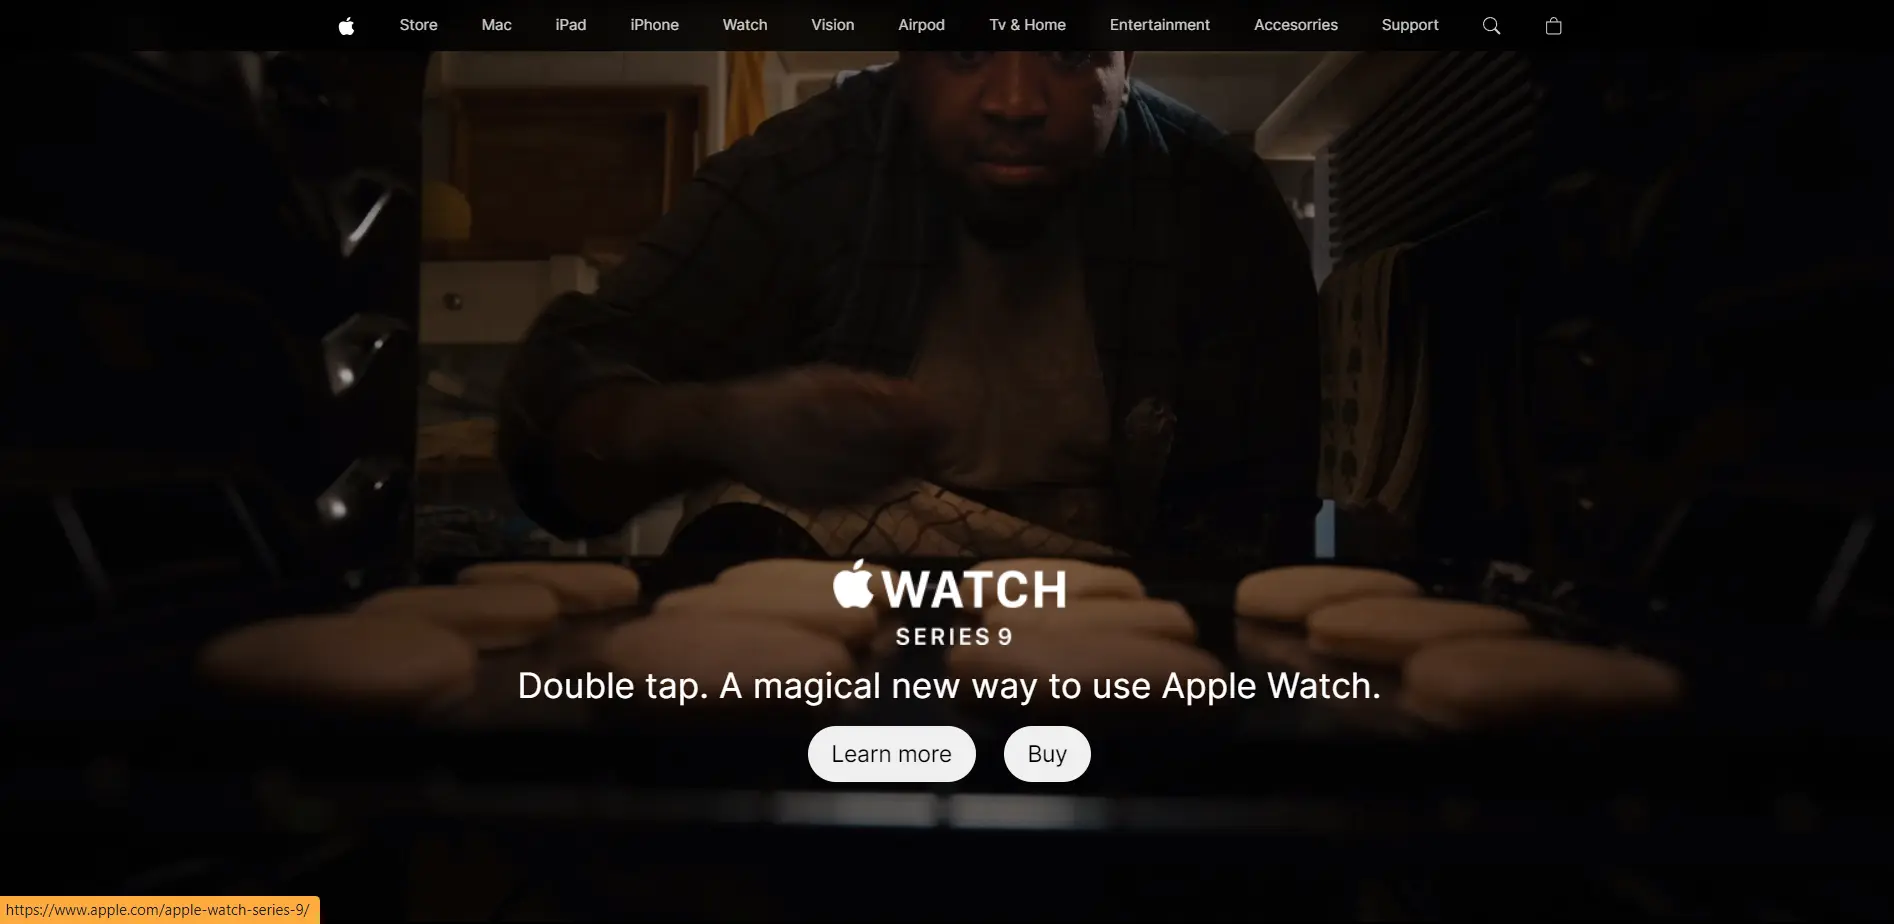 Store Mac iPad iPhone Watch Vision Airpod Tv & Home Entertainment Accesorries Support
WATCH
SERIES 9
Double tap. A magical new way to use Apple Watch.
Learn more Buy
https://www.apple.com/apple-watch-series-9/